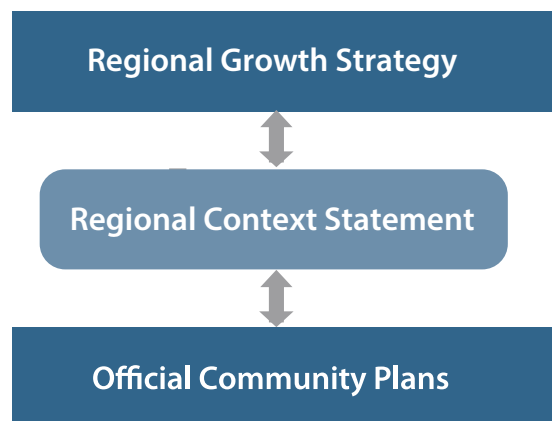 Regional Growth Strategy
Regional Context Statement
Official Community Plans